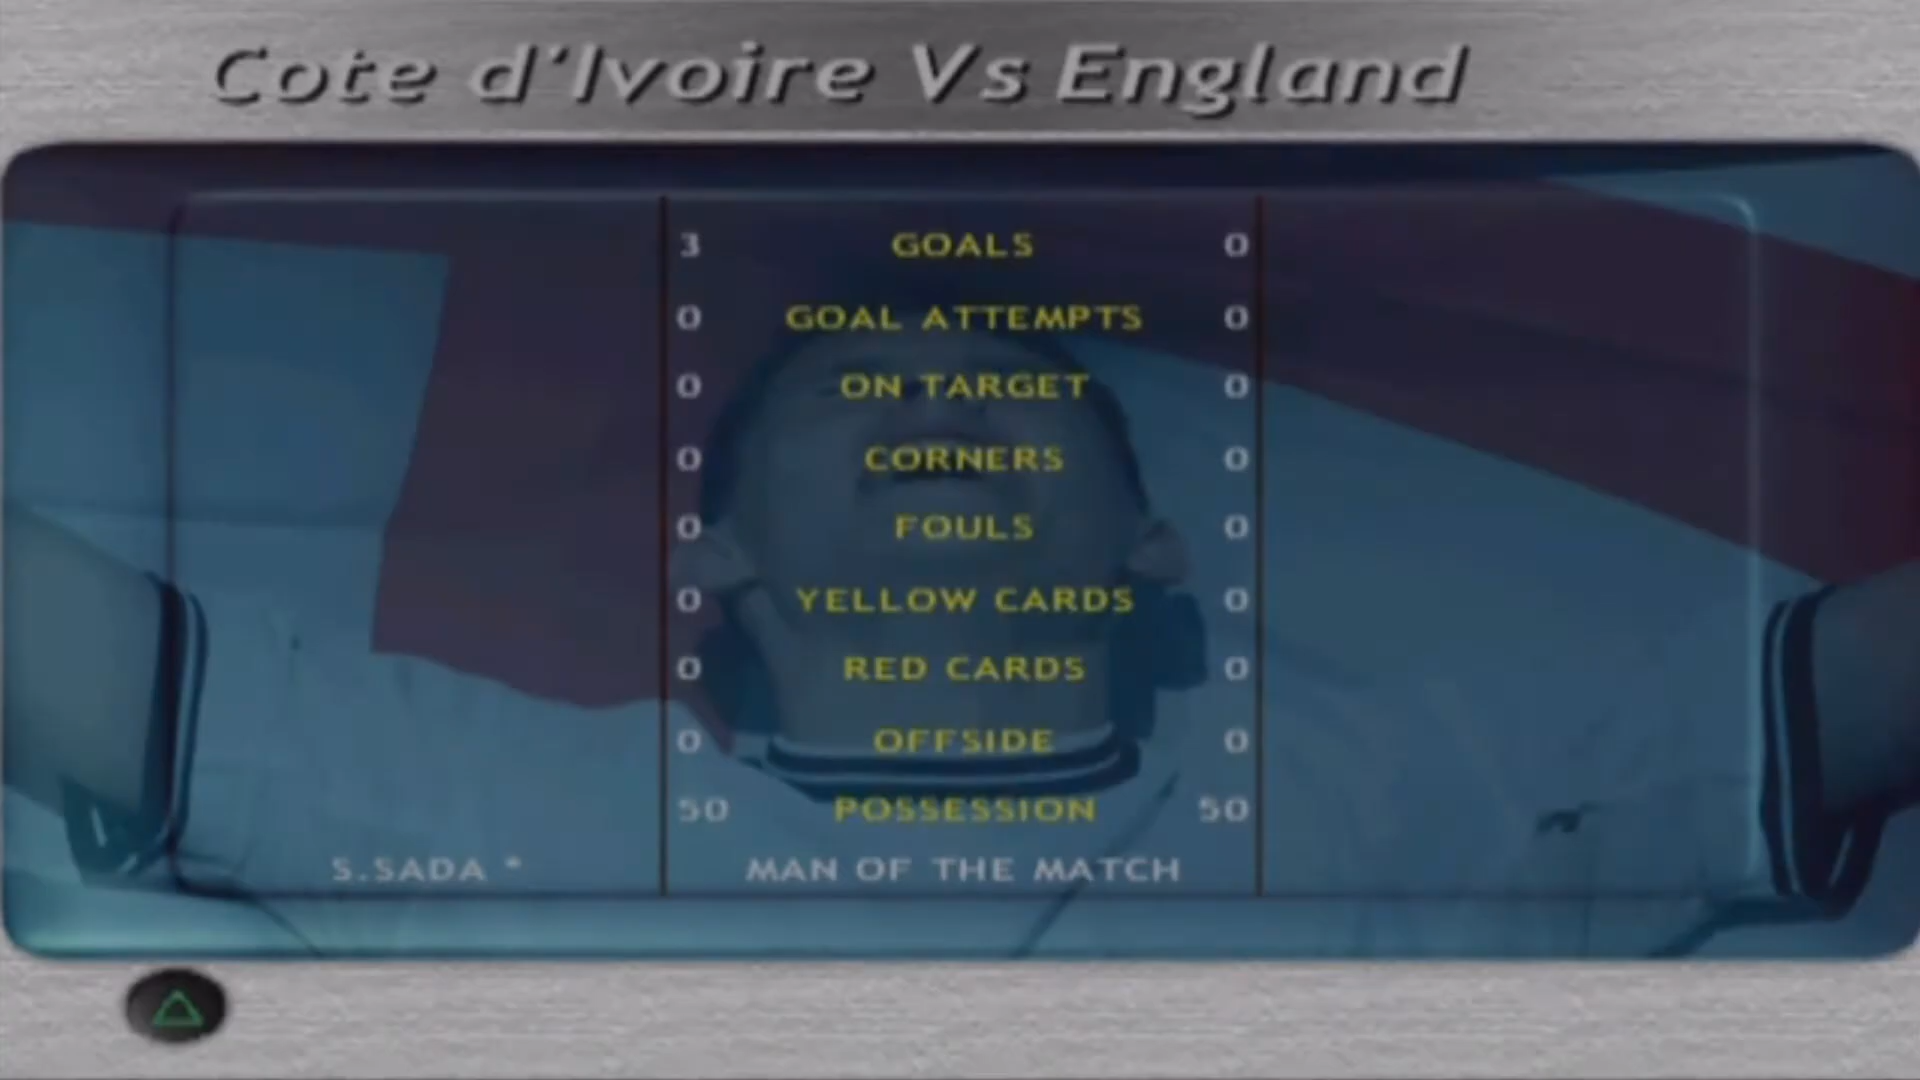 Cote d'Ivoire Vs England
3 GOALS 0
0 GOAL ATTEMPTS 0
0 ON TARGET 0
0 CORNERS 0
0 FOULS 0
0 YELLOW CARDS 0
0 RED CARDS 0
0 OFFSIDE 0
50 POSSESSION 50
S.SADA * MAN OF THE MATCH